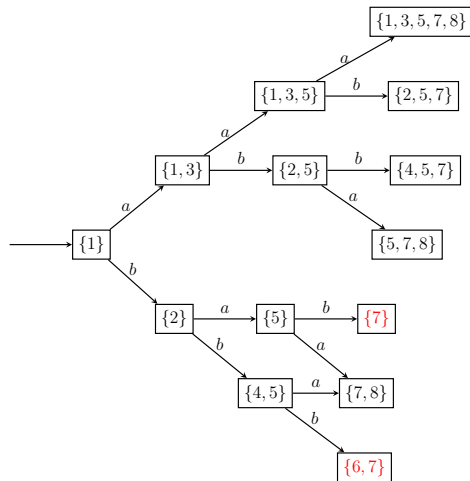 {1, 3, 5, 7, 8}
a
{1, 3, 5}
b
{2, 5, 7}
a
{1, 3}
b
{2, 5}
b
{4, 5, 7}
a
a
{1}
{5, 7, 8}
b
{2}
a
{5}
b
{7}
b
a
{4, 5}
a
{7, 8}
b
{6, 7}